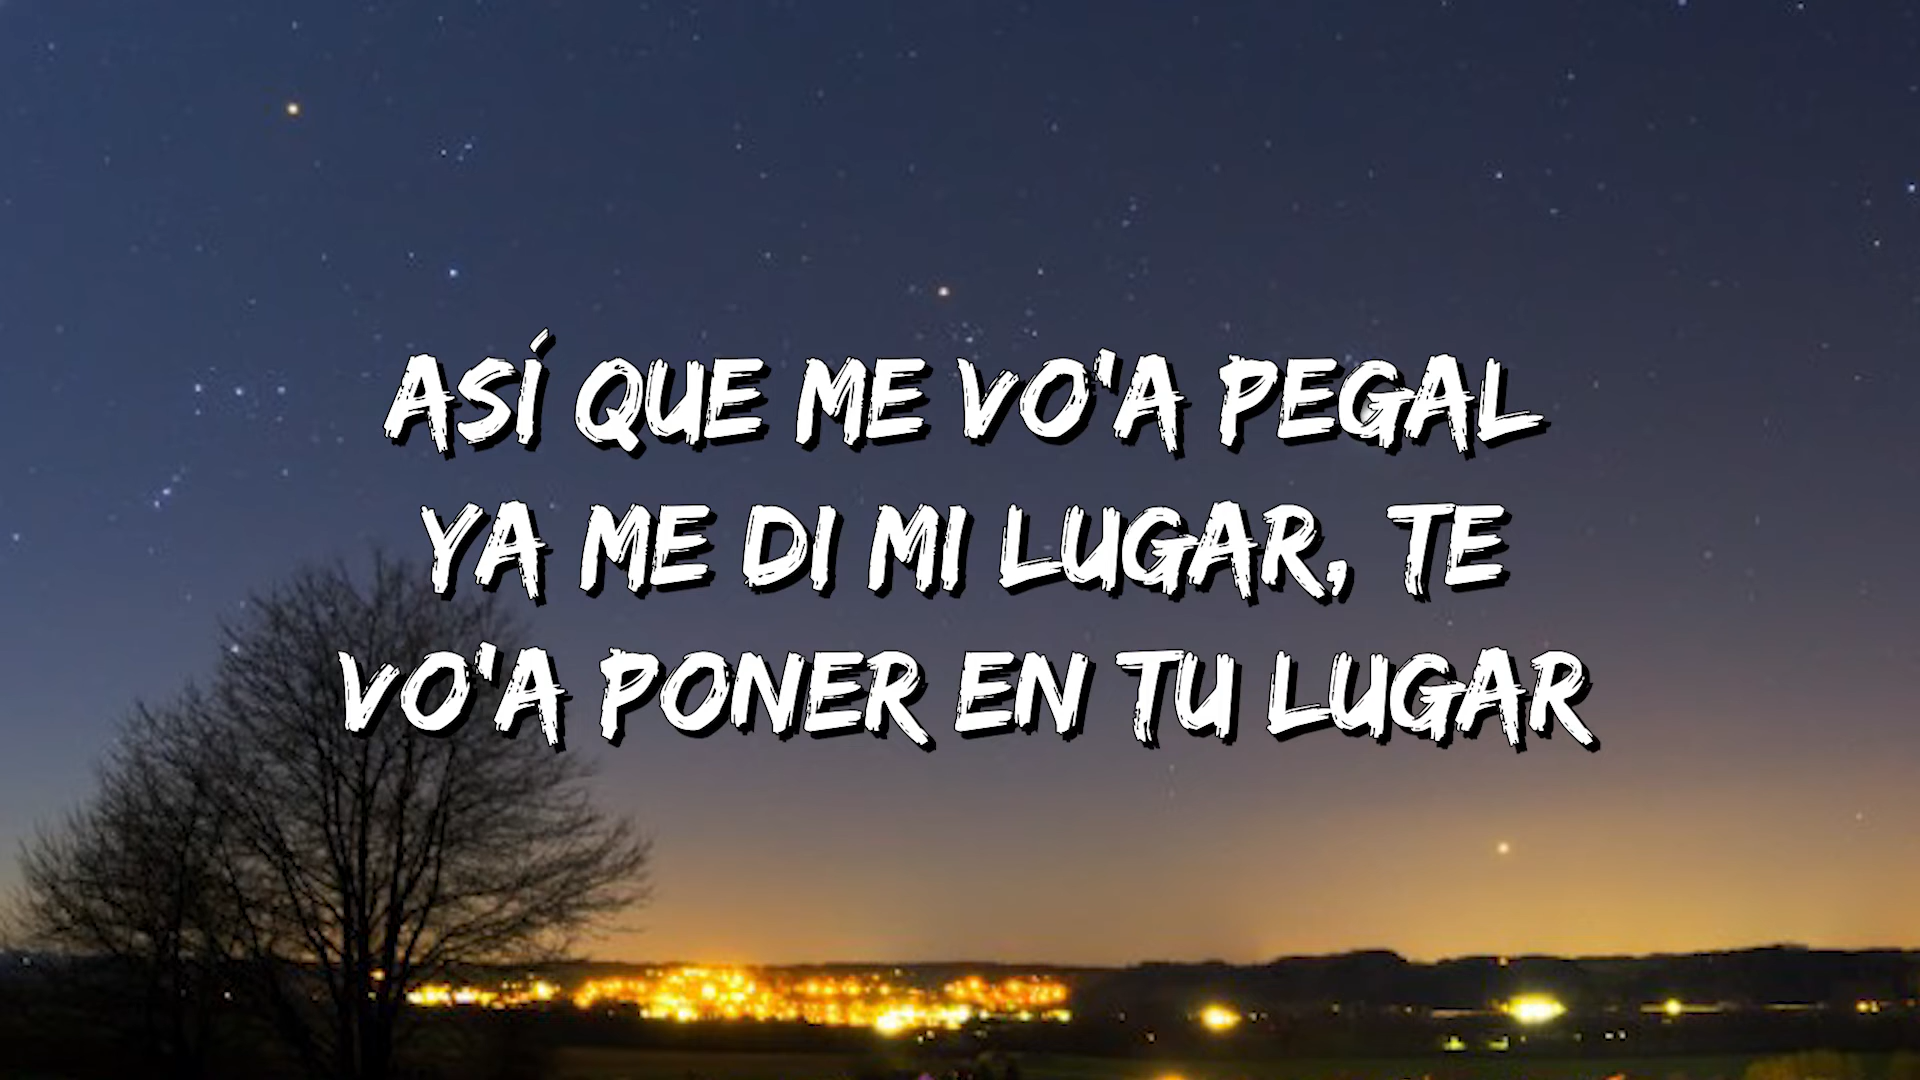 ASÍ QUE ME VO'A PEGAL
YA ME DI MI LUGAR, TE
VO'A PONER EN TU LUGAR